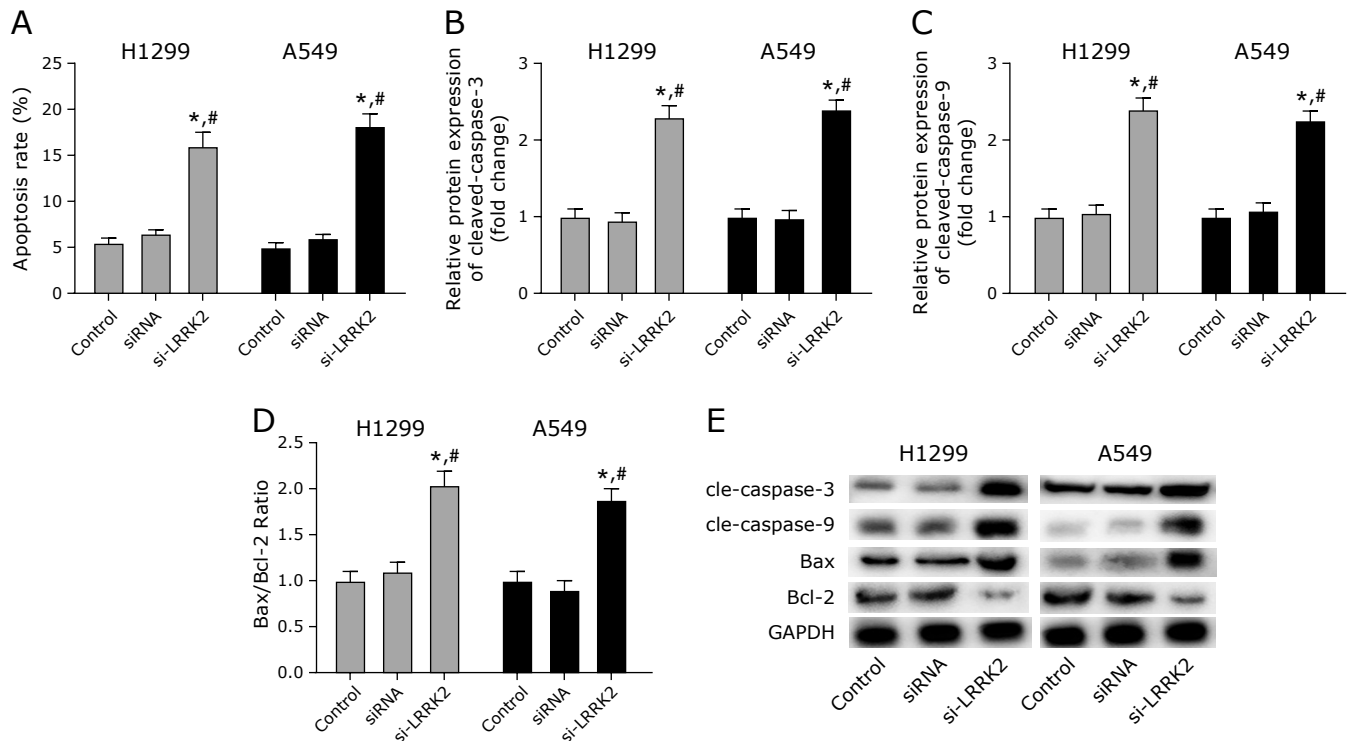 A
H1299 A549
Apoptosis rate (%)
25
20
15
10
5
0
*,# *,#
Control siRNA si-LRRK2 Control siRNA si-LRRK2
B
H1299 A549
Relative protein expression
of cleaved-caspase-3
(fold change)
3
2
1
0
*,# *,#
Control siRNA si-LRRK2 Control siRNA si-LRRK2
C
H1299 A549
Relative protein expression
of cleaved-caspase-9
(fold change)
3
2
1
0
*,# *,#
Control siRNA si-LRRK2 Control siRNA si-LRRK2
D
H1299 A549
Bax/Bcl-2 Ratio
2.5
2.0
1.5
1.0
0.5
0.0
*,# *,#
Control siRNA si-LRRK2 Control siRNA si-LRRK2
E
H1299 A549
cle-caspase-3
cle-caspase-9
Bax
Bcl-2
GAPDH
Control siRNA si-LRRK2 Control siRNA si-LRRK2